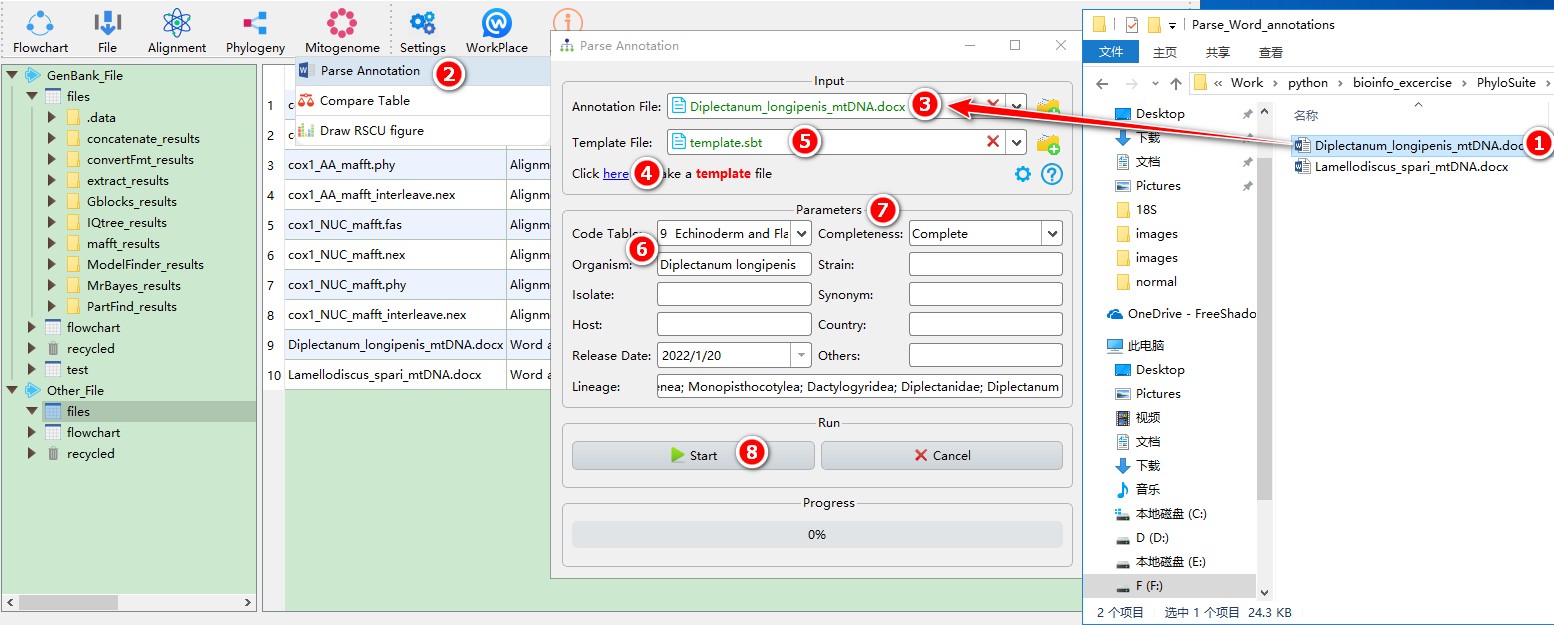 Flowchart File Alignment Phylogeny Mitogenome Settings WorkPlace
Parse Annotation 2
Compare Table
Draw RSCU figure
GenBank_File
files
.data
concatenate_results
convertFmt_results
extract_results
Gblocks_results
IQtree_results
mafft_results
ModelFinder_results
MrBayes_results
PartFind_results
flowchart
recycled
test
Other_File
files
flowchart
recycled
1 c
2 c
3 cox1_AA_mafft.phy Alignm
4 cox1_AA_mafft_interleave.nex Alignm
5 cox1_NUC_mafft.fas Alignm
6 cox1_NUC_mafft.nex Alignm
7 cox1_NUC_mafft.phy Alignm
8 cox1_NUC_mafft_interleave.nex Alignm
9 Diplectanum_longipenis_mtDNA.docx Word a
10 Lamellodiscus_spari_mtDNA.docx Word a
Parse Annotation
Input
Annotation File: Diplectanum_longipenis_mtDNA.docx 3
Template File: template.sbt 5
Click here 4 ake a template file
Parameters 7
Code Table: 9 Echinoderm and Fla Completeness: Complete
6
Organism: Diplectanum longipenis Strain:
Isolate: Synonym:
Host: Country:
Release Date: 2022/1/20 Others:
Lineage: enea; Monopisthocotylea; Dactylogyridea; Diplectanidae; Diplectanum
Run
Start 8 Cancel
Progress
0%
Parse_Word_annotations
文件 主页 共享 查看
« Work › python › bioinfo_excercise › PhyloSuite ›
Desktop
下载
文档
Pictures
18S
images
images
normal
OneDrive - FreeShado
此电脑
Desktop
Pictures
视频
文档
下载
音乐
本地磁盘 (C:)
D (D:)
本地磁盘 (E:)
F (F:)
名称
Diplectanum_longipenis_mtDNA.doc 1
Lamellodiscus_spari_mtDNA.docx
2 个项目 选中 1 个项目 24.3 KB